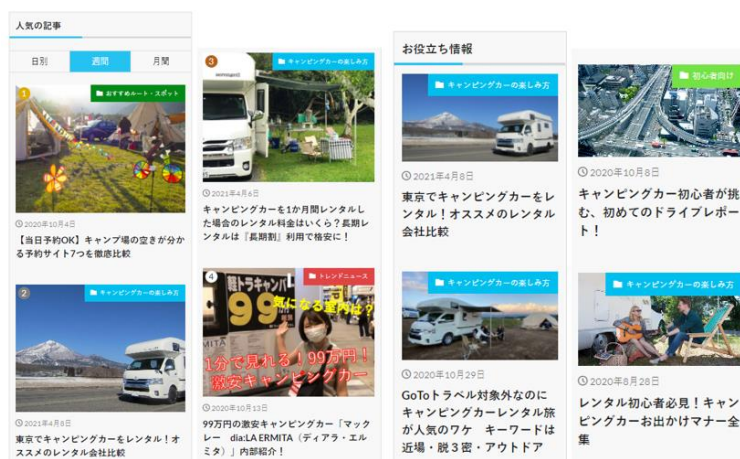 人気の記事
日別
週間
月間
1
おすすめルート・スポット
2020年10月4日
【当日予約OK】キャンプ場の空きが分か
る予約サイト7つを徹底比較
2
キャンピングカーの楽しみ方
2021年4月8日
東京でキャンピングカーをレンタル！オ
ススメのレンタル会社比較
3
キャンピングカーの楽しみ方
2021年4月6日
キャンピングカーを1か月間レンタルし
た場合のレンタル料金はいくら？長期レ
ンタルは『長期割』利用で格安に！
4
トレンドニュース
軽トラキャンパ
99
気になる室内は？
1分で見れる！99万円！
激安キャンピングカー
2020年10月13日
99万円の激安キャンピングカー「マック
レー dia:LA ERMITA（ディアラ・エル
ミタ）」内部紹介！
お役立ち情報
キャンピングカーの楽しみ方
2021年4月8日
東京でキャンピングカーをレ
ンタル！オススメのレンタル
会社比較
キャンピングカーの楽しみ方
2020年10月29日
GoToトラベル対象外なのに
キャンピングカーレンタル旅
が人気のワケ キーワードは
近場・脱３密・アウトドア
初心者向け
2020年10月8日
キャンピングカー初心者が挑
む、初めてのドライブレポー
ト！
キャンピングカーの楽しみ方
2020年8月28日
レンタル初心者必見！キャン
ピングカーお出かけマナー全
集